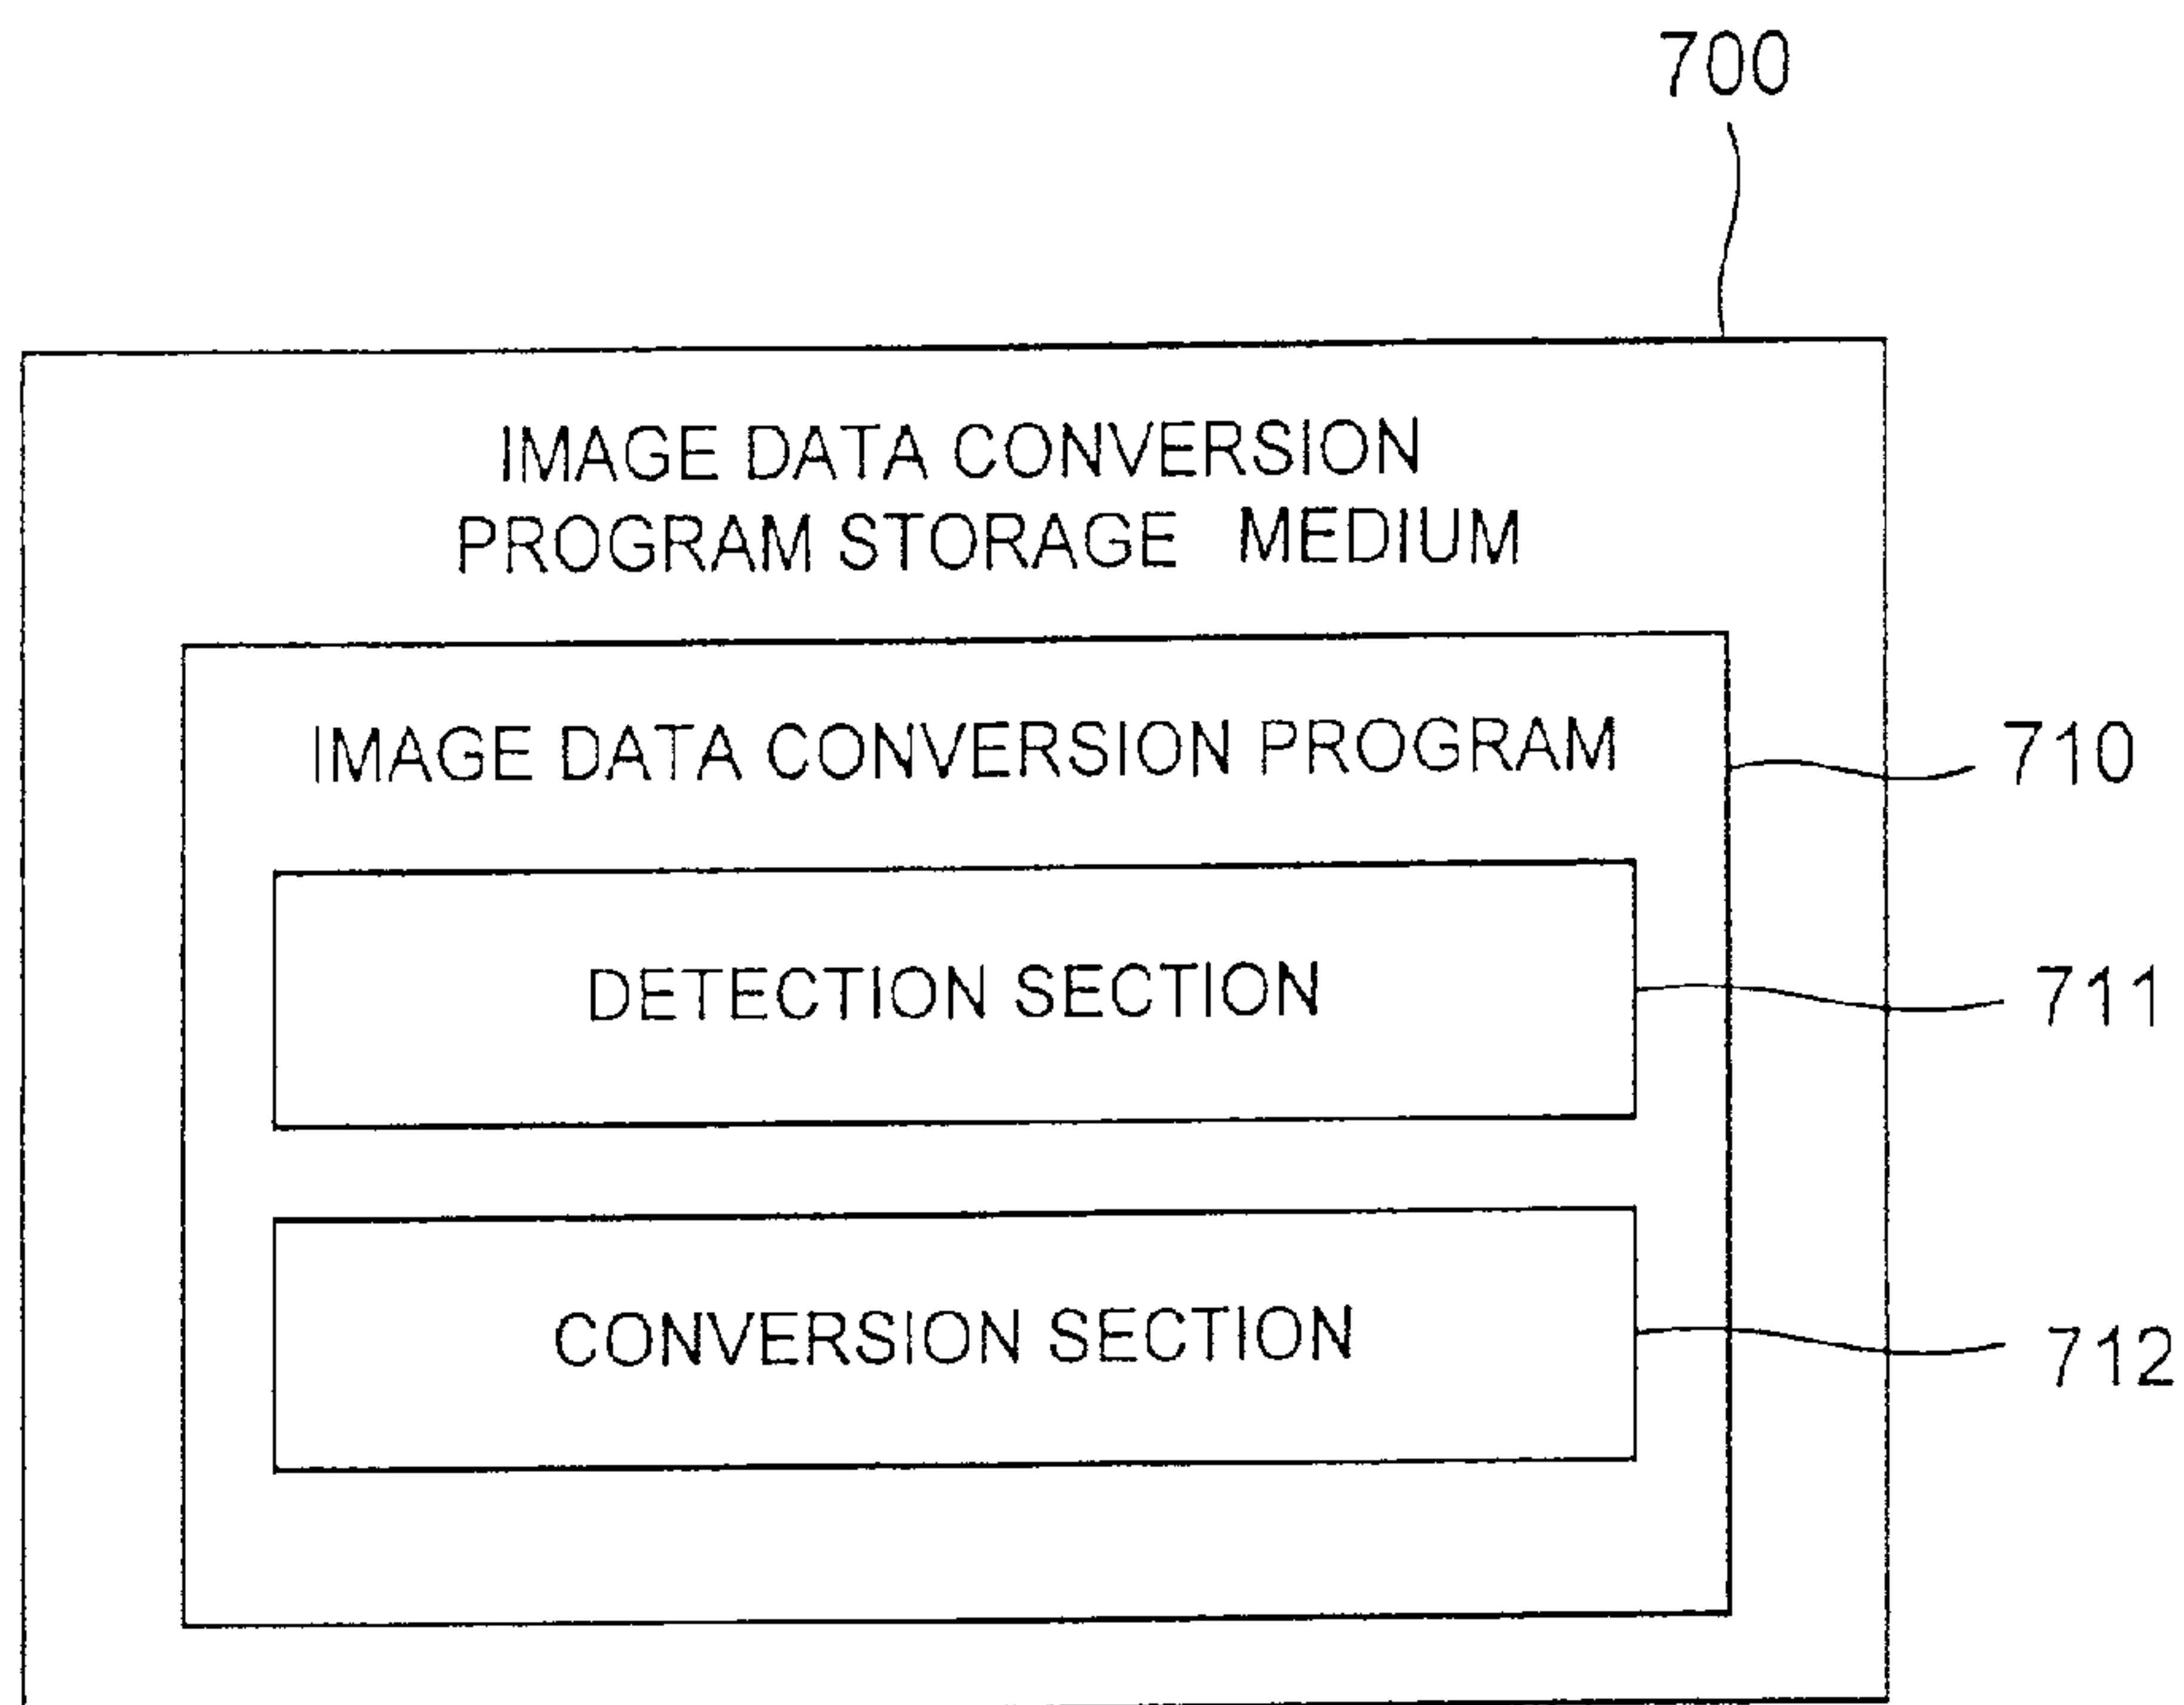 700
IMAGE DATA CONVERSION
PROGRAM STORAGE MEDIUM
IMAGE DATA CONVERSION PROGRAM
710
DETECTION SECTION
711
CONVERSION SECTION
712